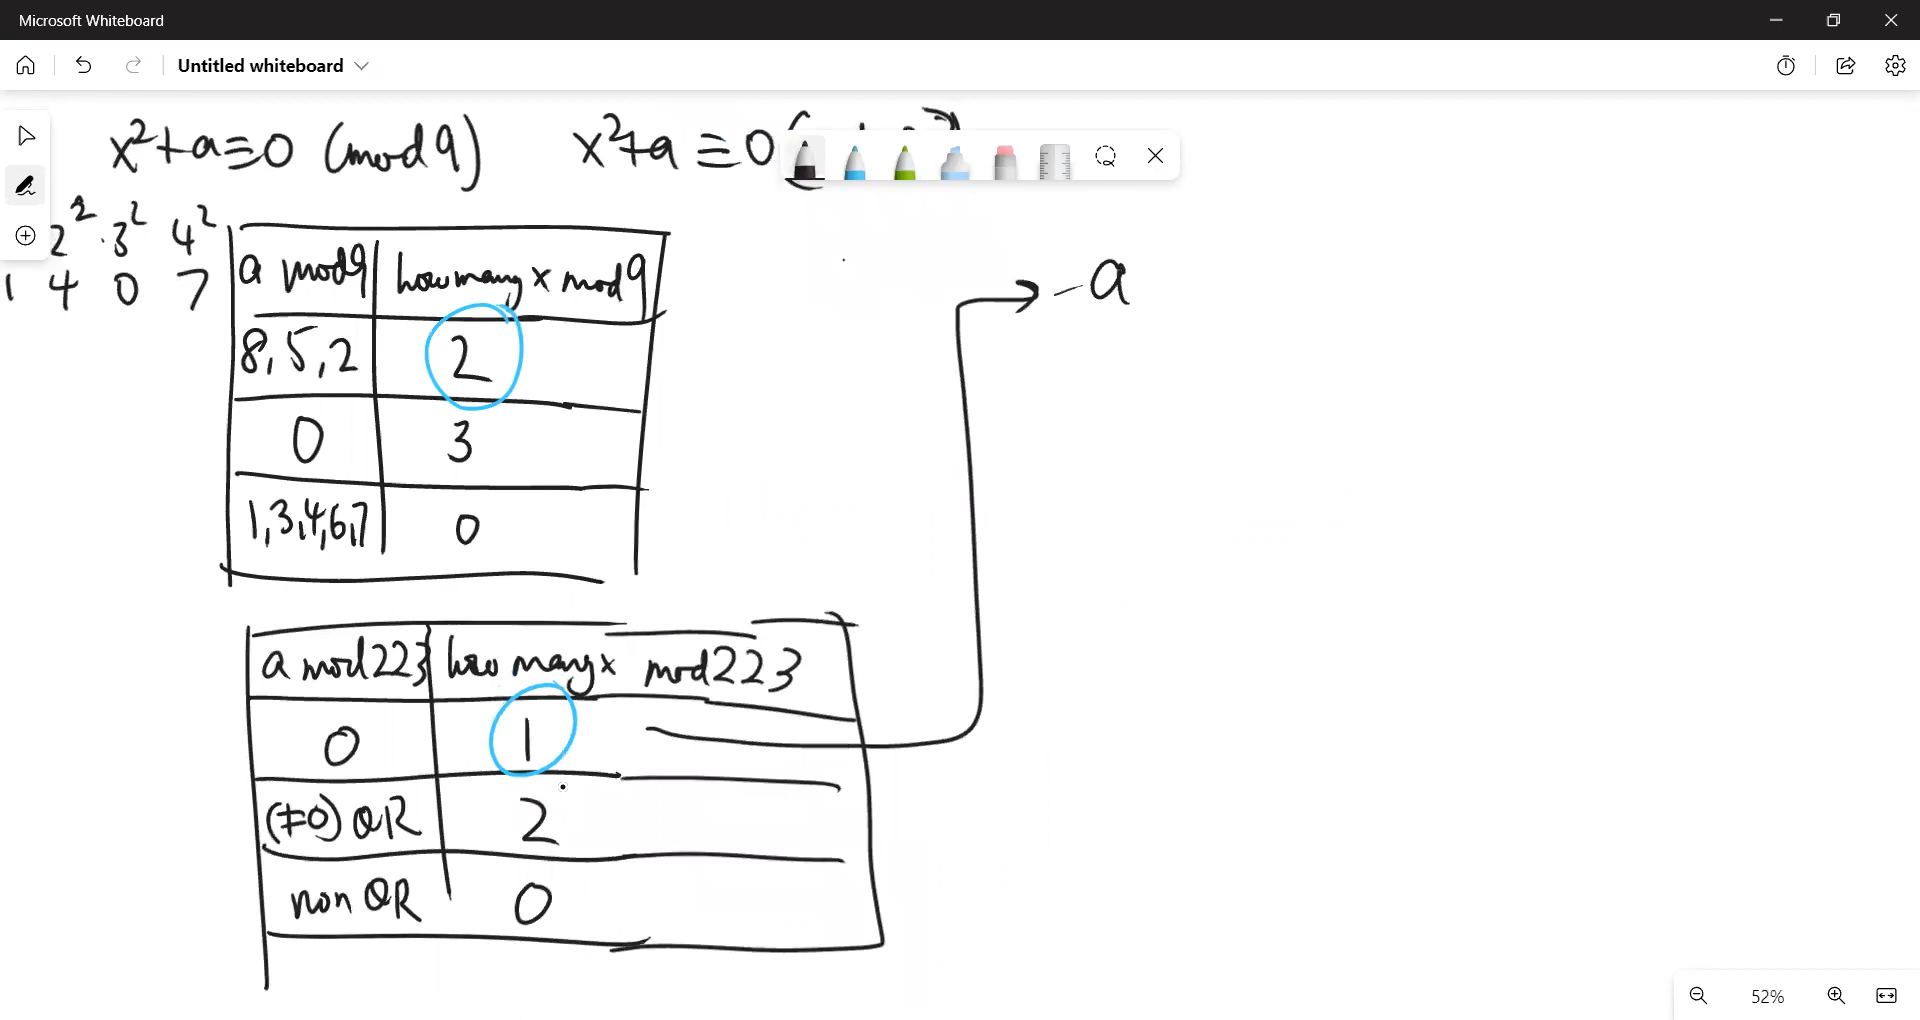 Microsoft Whiteboard
Untitled whiteboard
x²+a≡0 (mod 9) x²+a≡0 (
2² 3² 4²
1 4 0 7
a mod 9 how many x mod 9
8, 5, 2 2
0 3
1,3,4,6,7 0
→ -a
a mod 223 how many x mod 223
0 1
(≠0) QR 2
non QR 0
52%